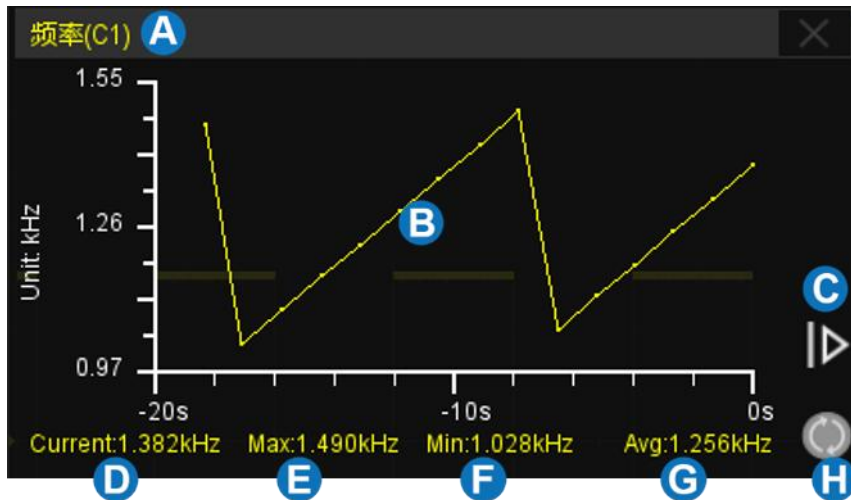 频率(C1) A
1.55
1.26
0.97
Unit: kHz
B
C
-20s -10s 0s
Current:1.382kHz Max:1.490kHz Min:1.028kHz Avg:1.256kHz
D E F G H